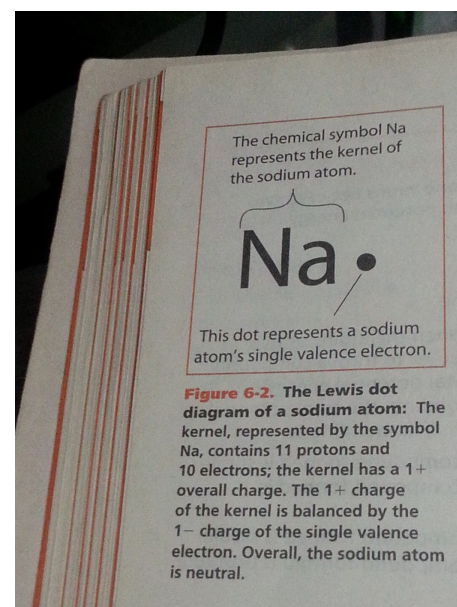 The chemical symbol Na
represents the kernel of
the sodium atom.
Na
This dot represents a sodium
atom's single valence electron.
Figure 6-2. The Lewis dot
diagram of a sodium atom: The
kernel, represented by the symbol
Na, contains 11 protons and
10 electrons; the kernel has a 1+
overall charge. The 1+ charge
of the kernel is balanced by the
1− charge of the single valence
electron. Overall, the sodium atom
is neutral.